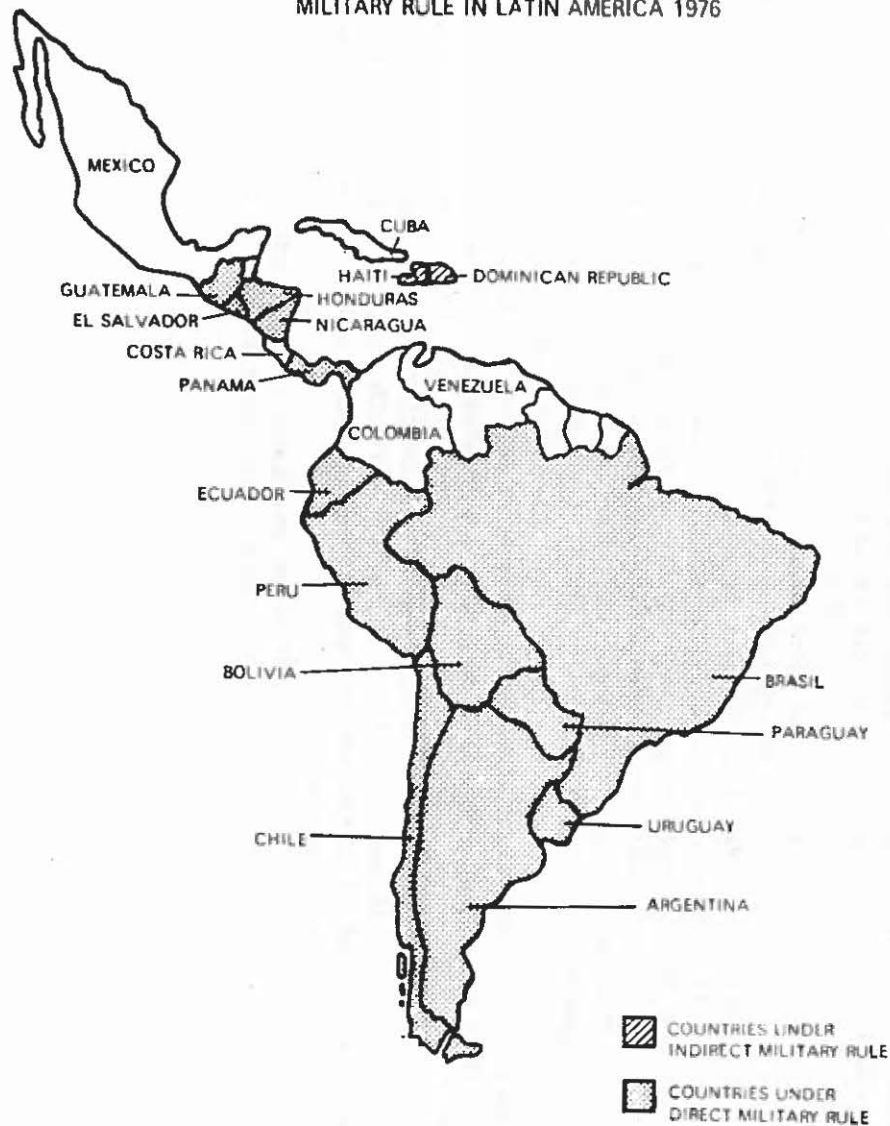 MILITARY RULE IN LATIN AMERICA 1976
MEXICO
CUBA
HAITI
DOMINICAN REPUBLIC
GUATEMALA
HONDURAS
EL SALVADOR
NICARAGUA
COSTA RICA
PANAMA
VENEZUELA
COLOMBIA
ECUADOR
PERU
BOLIVIA
BRASIL
PARAGUAY
CHILE
URUGUAY
ARGENTINA
COUNTRIES UNDER
INDIRECT MILITARY RULE
COUNTRIES UNDER
DIRECT MILITARY RULE